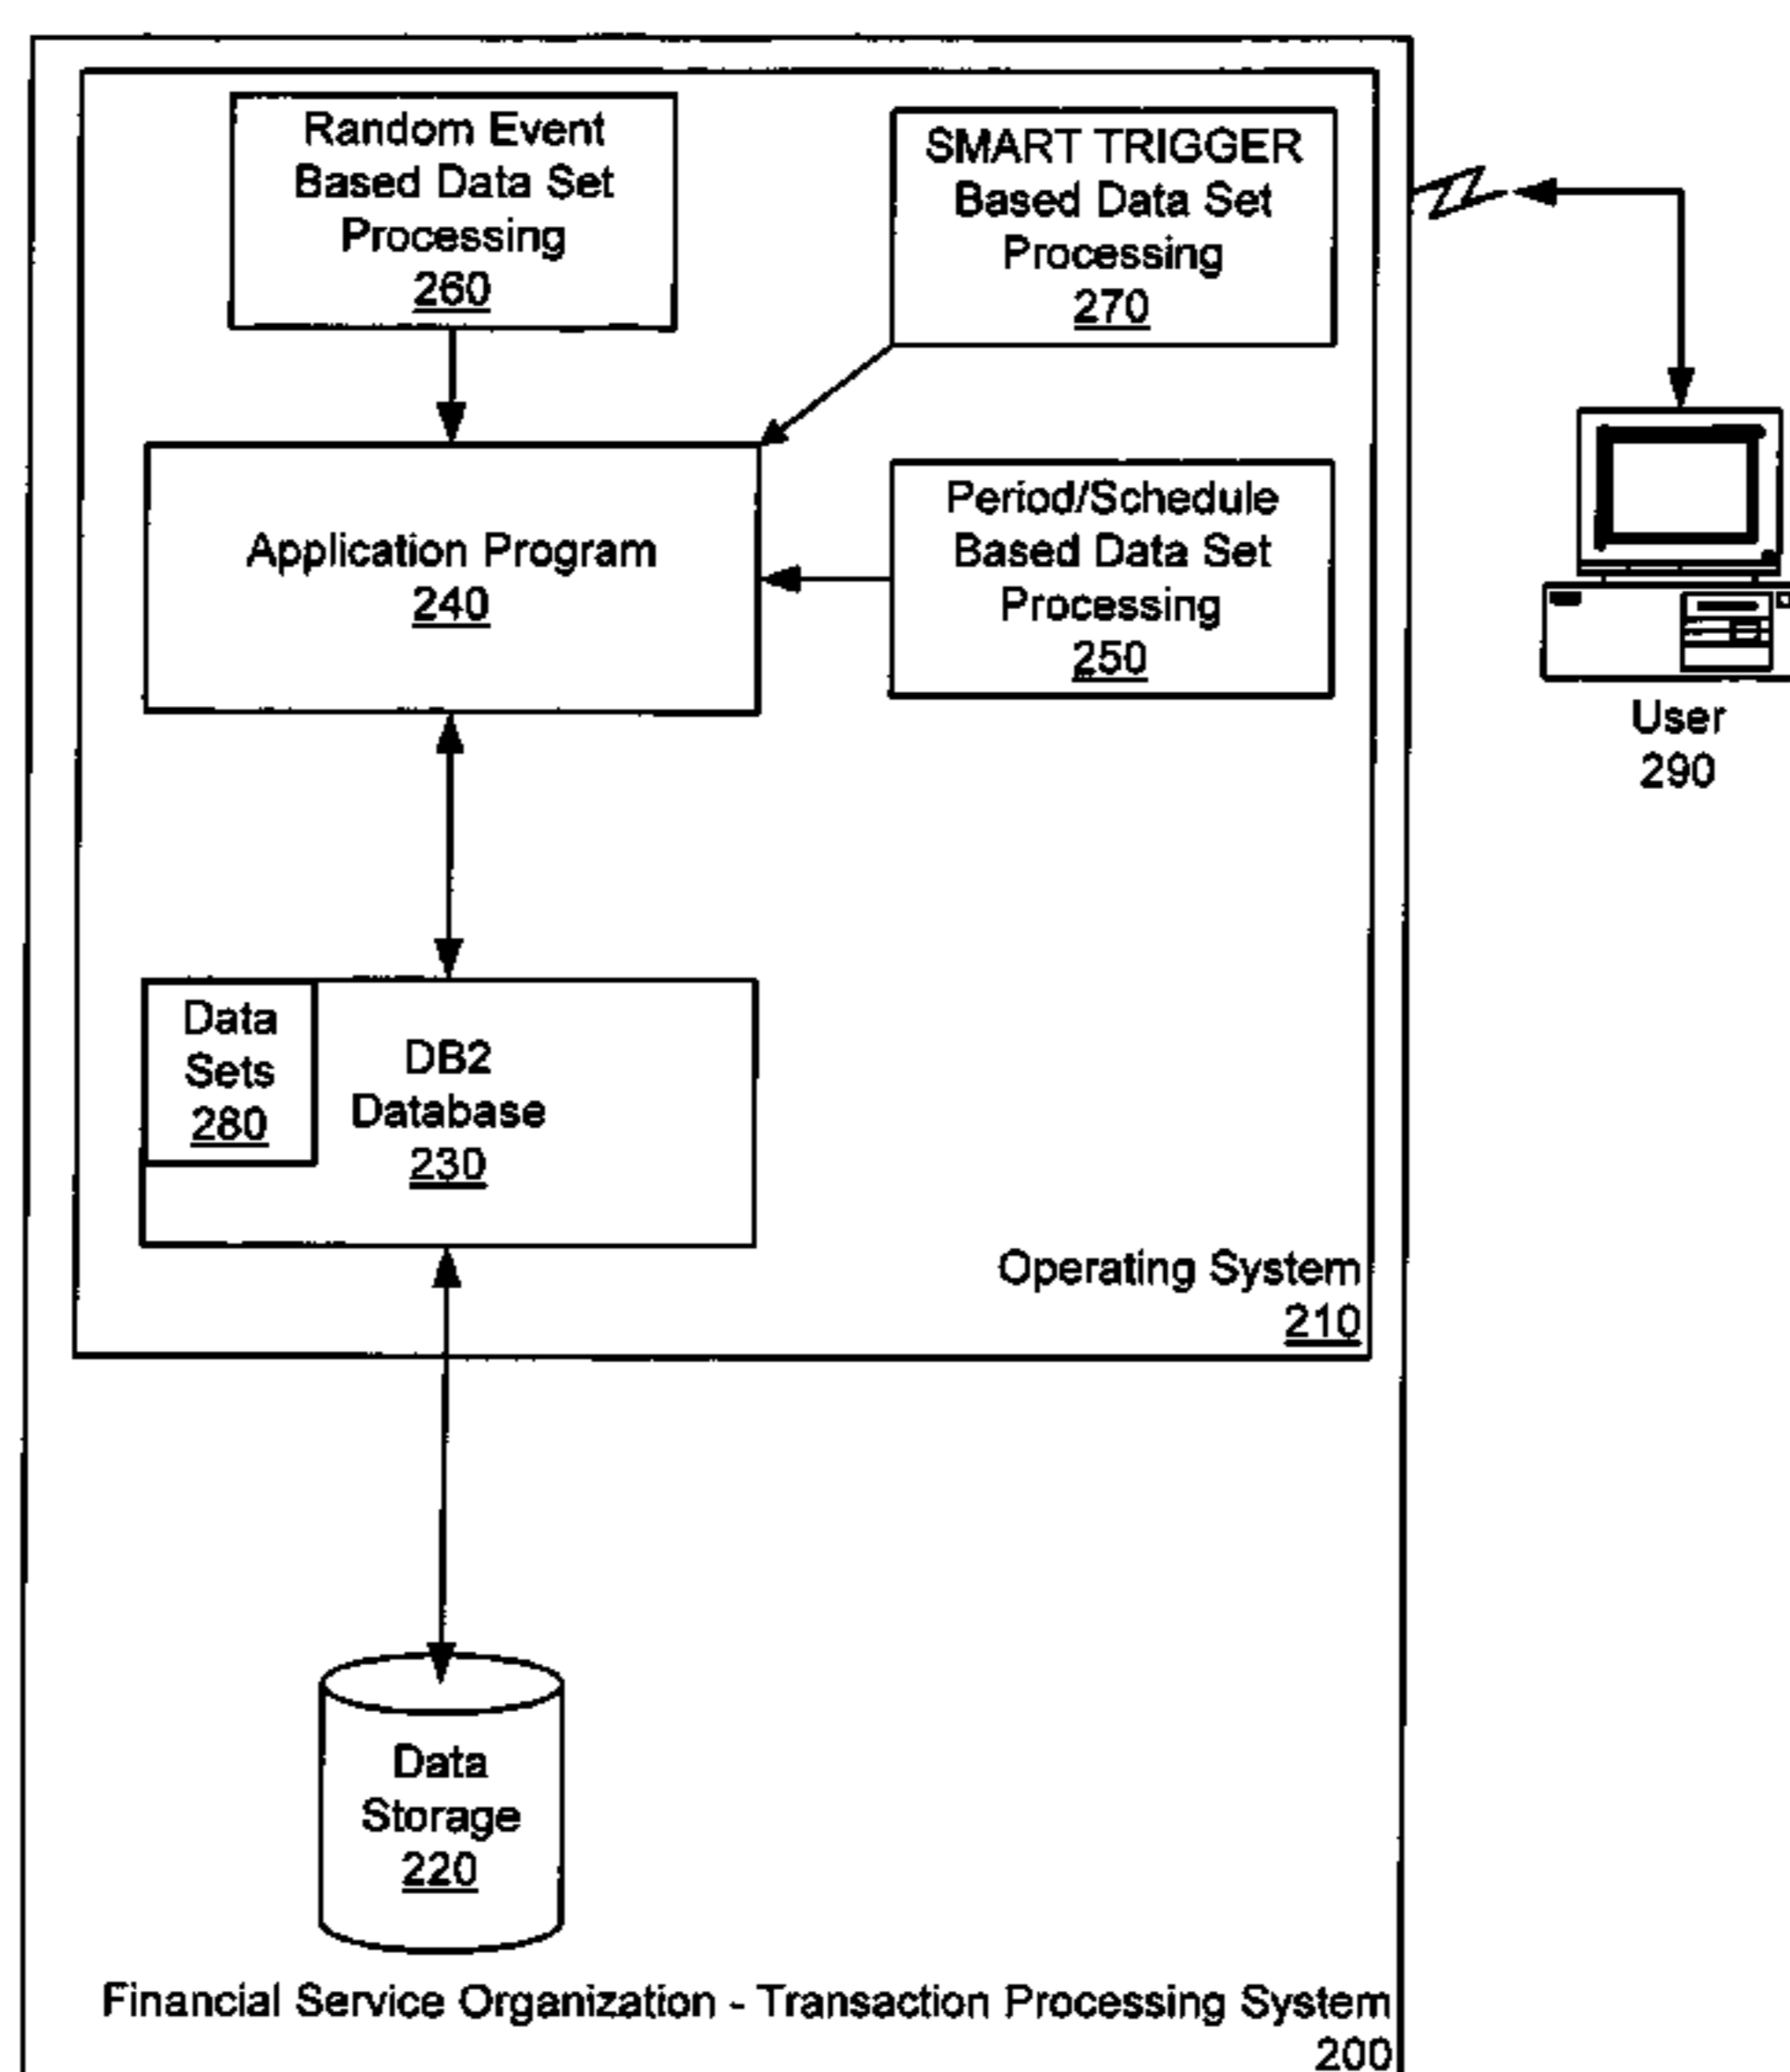 Random Event
Based Data Set
Processing
260
SMART TRIGGER
Based Data Set
Processing
270
Application Program
240
Period/Schedule
Based Data Set
Processing
250
User
290
Data
Sets
280
DB2
Database
230
Operating System
210
Data
Storage
220
Financial Service Organization - Transaction Processing System
200